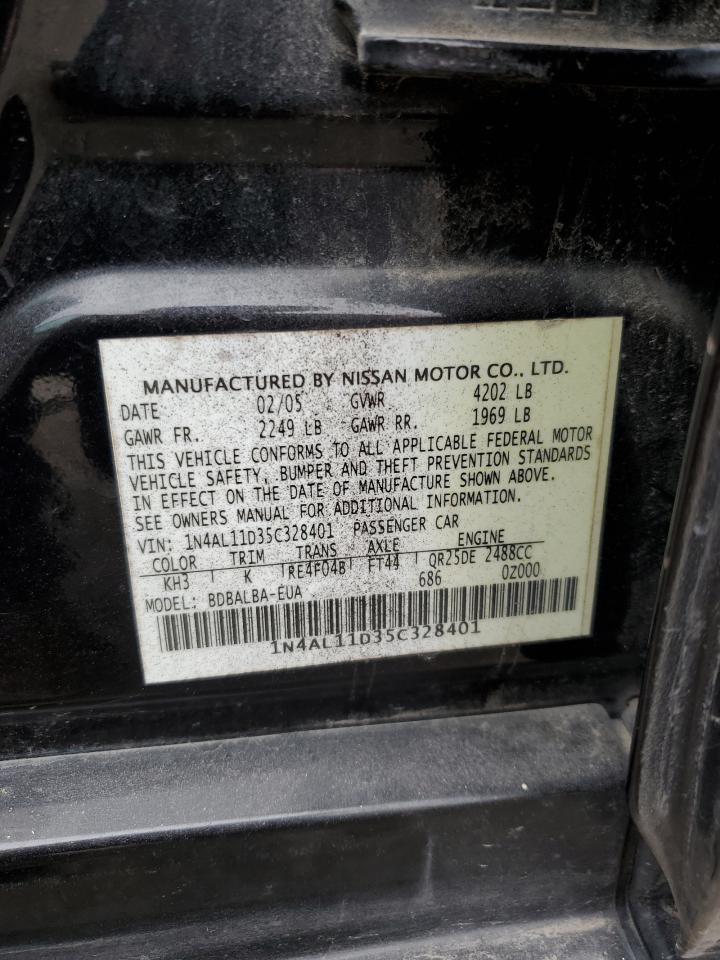 MANUFACTURED BY NISSAN MOTOR CO., LTD.
DATE 02/05 GVWR 4202 LB
GAWR FR. 2249 LB GAWR RR. 1969 LB
THIS VEHICLE CONFORMS TO ALL APPLICABLE FEDERAL MOTOR
VEHICLE SAFETY, BUMPER AND THEFT PREVENTION STANDARDS
IN EFFECT ON THE DATE OF MANUFACTURE SHOWN ABOVE.
SEE OWNERS MANUAL FOR ADDITIONAL INFORMATION.
VIN: 1N4AL11D35C328401 PASSENGER CAR
COLOR TRIM TRANS AXLE ENGINE
KH3 K RE4F04B FT44 QR25DE 2488CC
MODEL: BDBALBA-EUA 686 0Z000
1N4AL11D35C328401